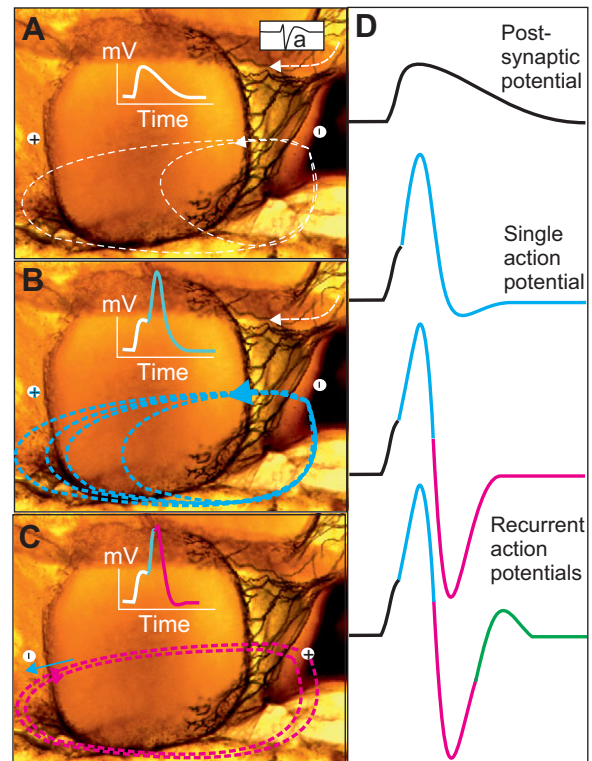 A
a
mV
Time
+
-
B
mV
Time
+
-
C
mV
Time
-
+
D
Post-
synaptic
potential
Single
action
potential
Recurrent
action
potentials